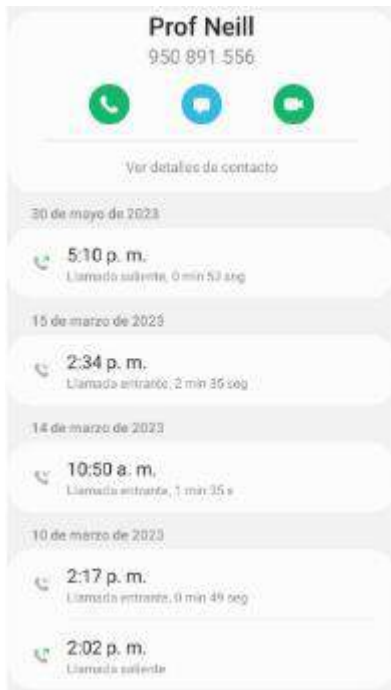 Prof Neill
950 891 556
Ver detalles de contacto
30 de mayo de 2023
5:10 p. m.
Llamada saliente, 0 min 53 seg
15 de marzo de 2023
2:34 p. m.
Llamada entrante, 2 min 35 seg
14 de marzo de 2023
10:50 a. m.
Llamada entrante, 1 min 35 s
10 de marzo de 2023
2:17 p. m.
Llamada entrante, 0 min 49 seg
2:02 p. m.
Llamada saliente